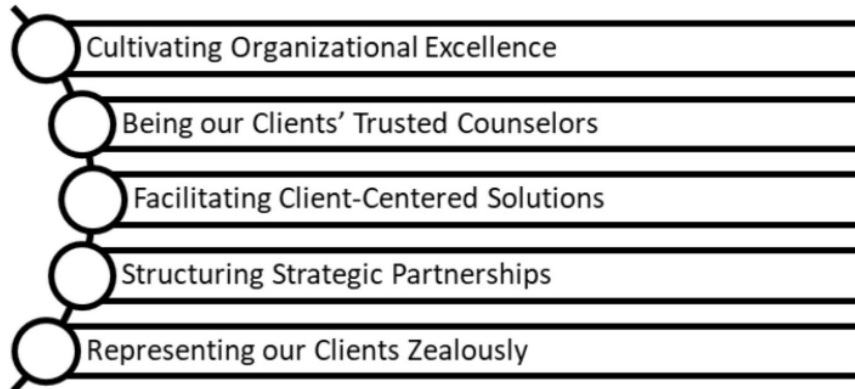 Cultivating Organizational Excellence
Being our Clients’ Trusted Counselors
Facilitating Client-Centered Solutions
Structuring Strategic Partnerships
Representing our Clients Zealously